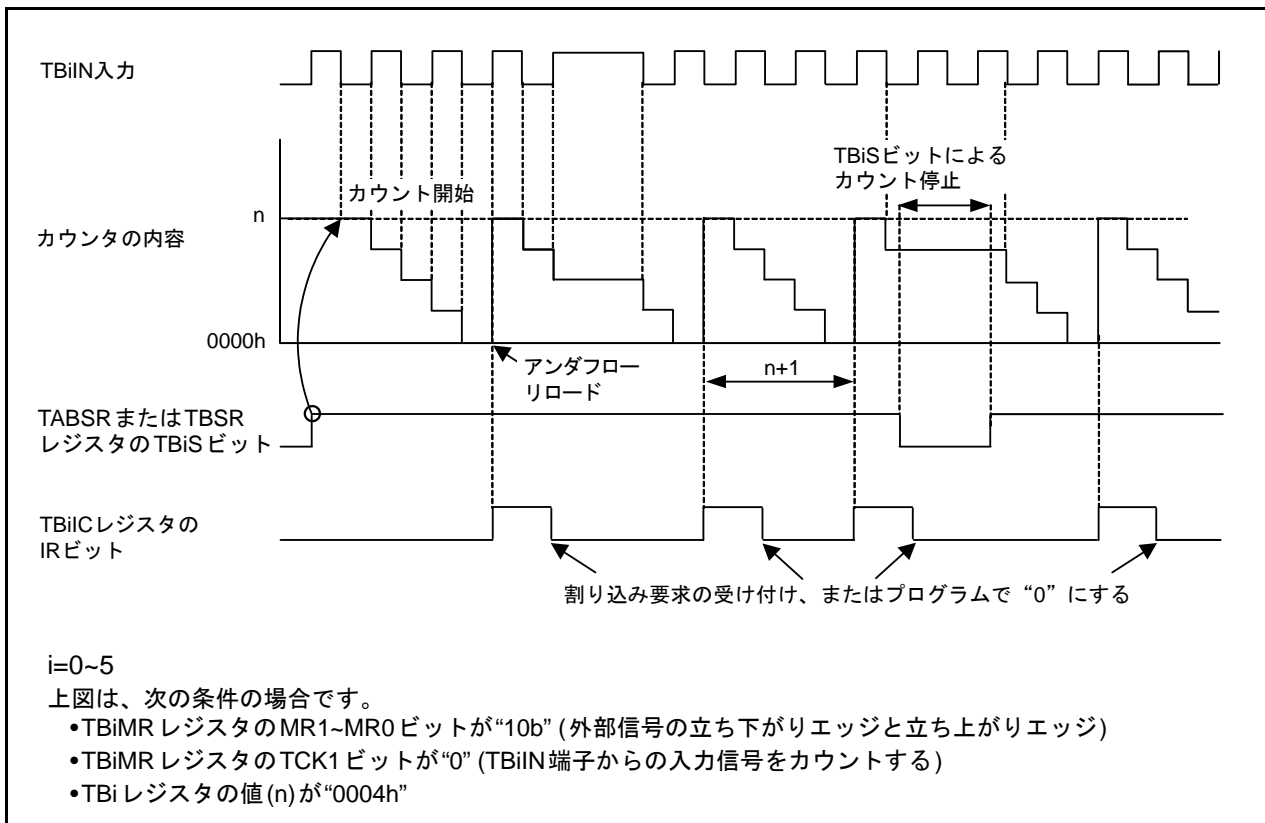 TBiIN入力
TBiSビットによる
カウント停止
カウント開始
n
カウンタの内容
0000h
アンダフロー
リロード
n+1
TABSRまたはTBSR
レジスタのTBiSビット
TBiICレジスタの
IRビット
割り込み要求の受け付け、またはプログラムで“0”にする
i=0~5
上図は、次の条件の場合です。
•TBiMRレジスタのMR1~MR0ビットが“10b” (外部信号の立ち下がりエッジと立ち上がりエッジ)
•TBiMRレジスタのTCK1ビットが“0” (TBiIN端子からの入力信号をカウントする)
•TBiレジスタの値(n)が“0004h”